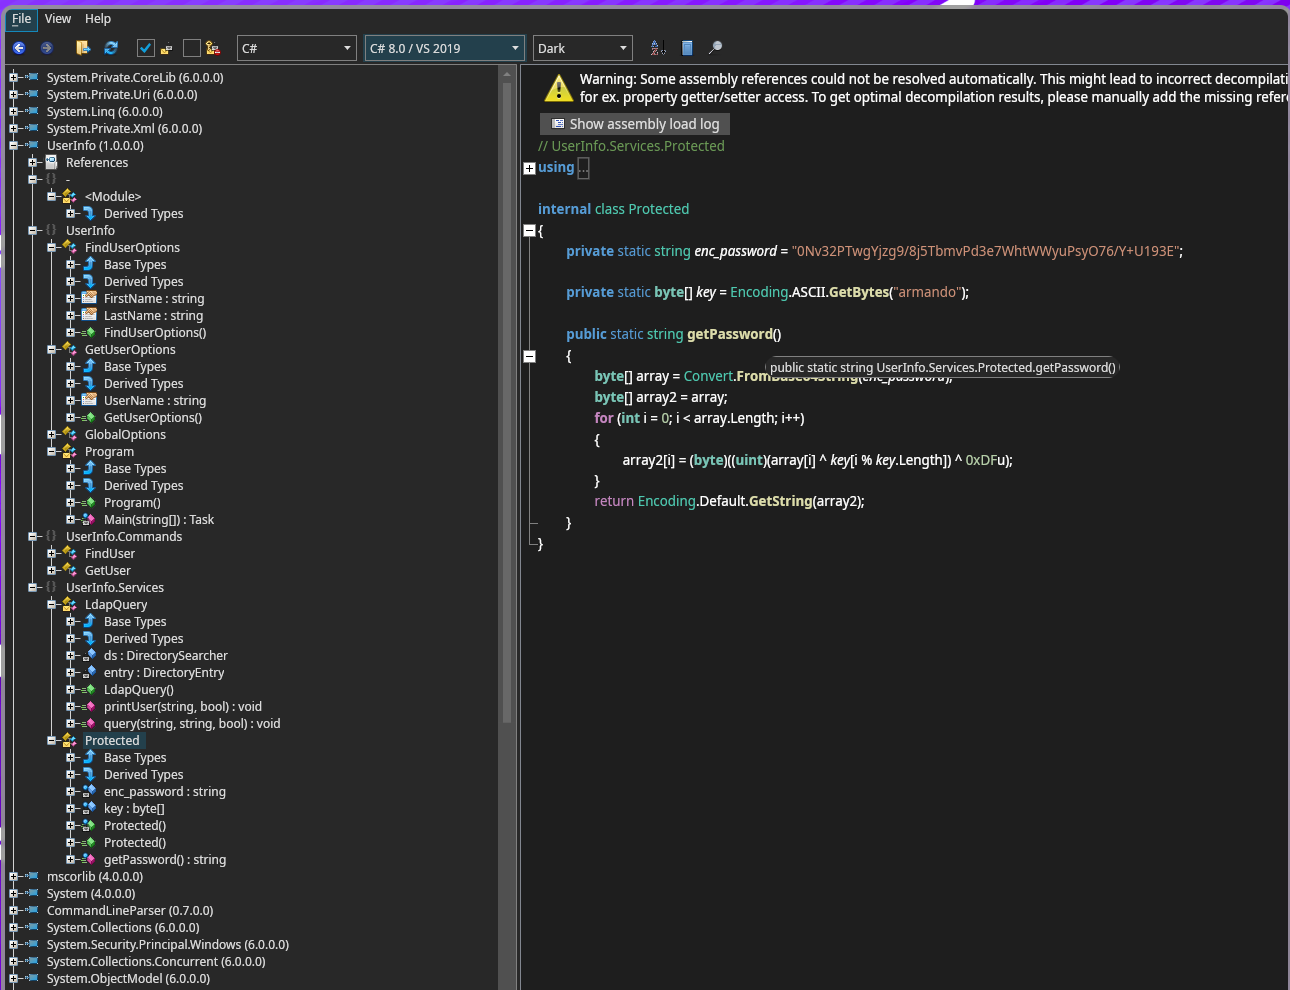 File View Help
C# C# 8.0 / VS 2019 Dark
System.Private.CoreLib (6.0.0.0)
System.Private.Uri (6.0.0.0)
System.Linq (6.0.0.0)
System.Private.Xml (6.0.0.0)
UserInfo (1.0.0.0)
References
{} -
<Module>
Derived Types
{} UserInfo
FindUserOptions
Base Types
Derived Types
FirstName : string
LastName : string
FindUserOptions()
GetUserOptions
Base Types
Derived Types
UserName : string
GetUserOptions()
GlobalOptions
Program
Base Types
Derived Types
Program()
Main(string[]) : Task
{} UserInfo.Commands
FindUser
GetUser
{} UserInfo.Services
LdapQuery
Base Types
Derived Types
ds : DirectorySearcher
entry : DirectoryEntry
LdapQuery()
printUser(string, bool) : void
query(string, string, bool) : void
Protected
Base Types
Derived Types
enc_password : string
key : byte[]
Protected()
Protected()
getPassword() : string
mscorlib (4.0.0.0)
System (4.0.0.0)
CommandLineParser (0.7.0.0)
System.Collections (6.0.0.0)
System.Security.Principal.Windows (6.0.0.0)
System.Collections.Concurrent (6.0.0.0)
System.ObjectModel (6.0.0.0)
Warning: Some assembly references could not be resolved automatically. This might lead to incorrect decompilati
for ex. property getter/setter access. To get optimal decompilation results, please manually add the missing refer
Show assembly load log
// UserInfo.Services.Protected
using ...
internal class Protected
{
private static string enc_password = "0Nv32PTwgYjzg9/8j5TbmvPd3e7WhtWWyuPsyO76/Y+U193E";
private static byte[] key = Encoding.ASCII.GetBytes("armando");
public static string getPassword()
{
public static string UserInfo.Services.Protected.getPassword()
byte[] array = Convert.FromBase64String(enc_password);
byte[] array2 = array;
for (int i = 0; i < array.Length; i++)
{
array2[i] = (byte)((uint)(array[i] ^ key[i % key.Length]) ^ 0xDFu);
}
return Encoding.Default.GetString(array2);
}
}